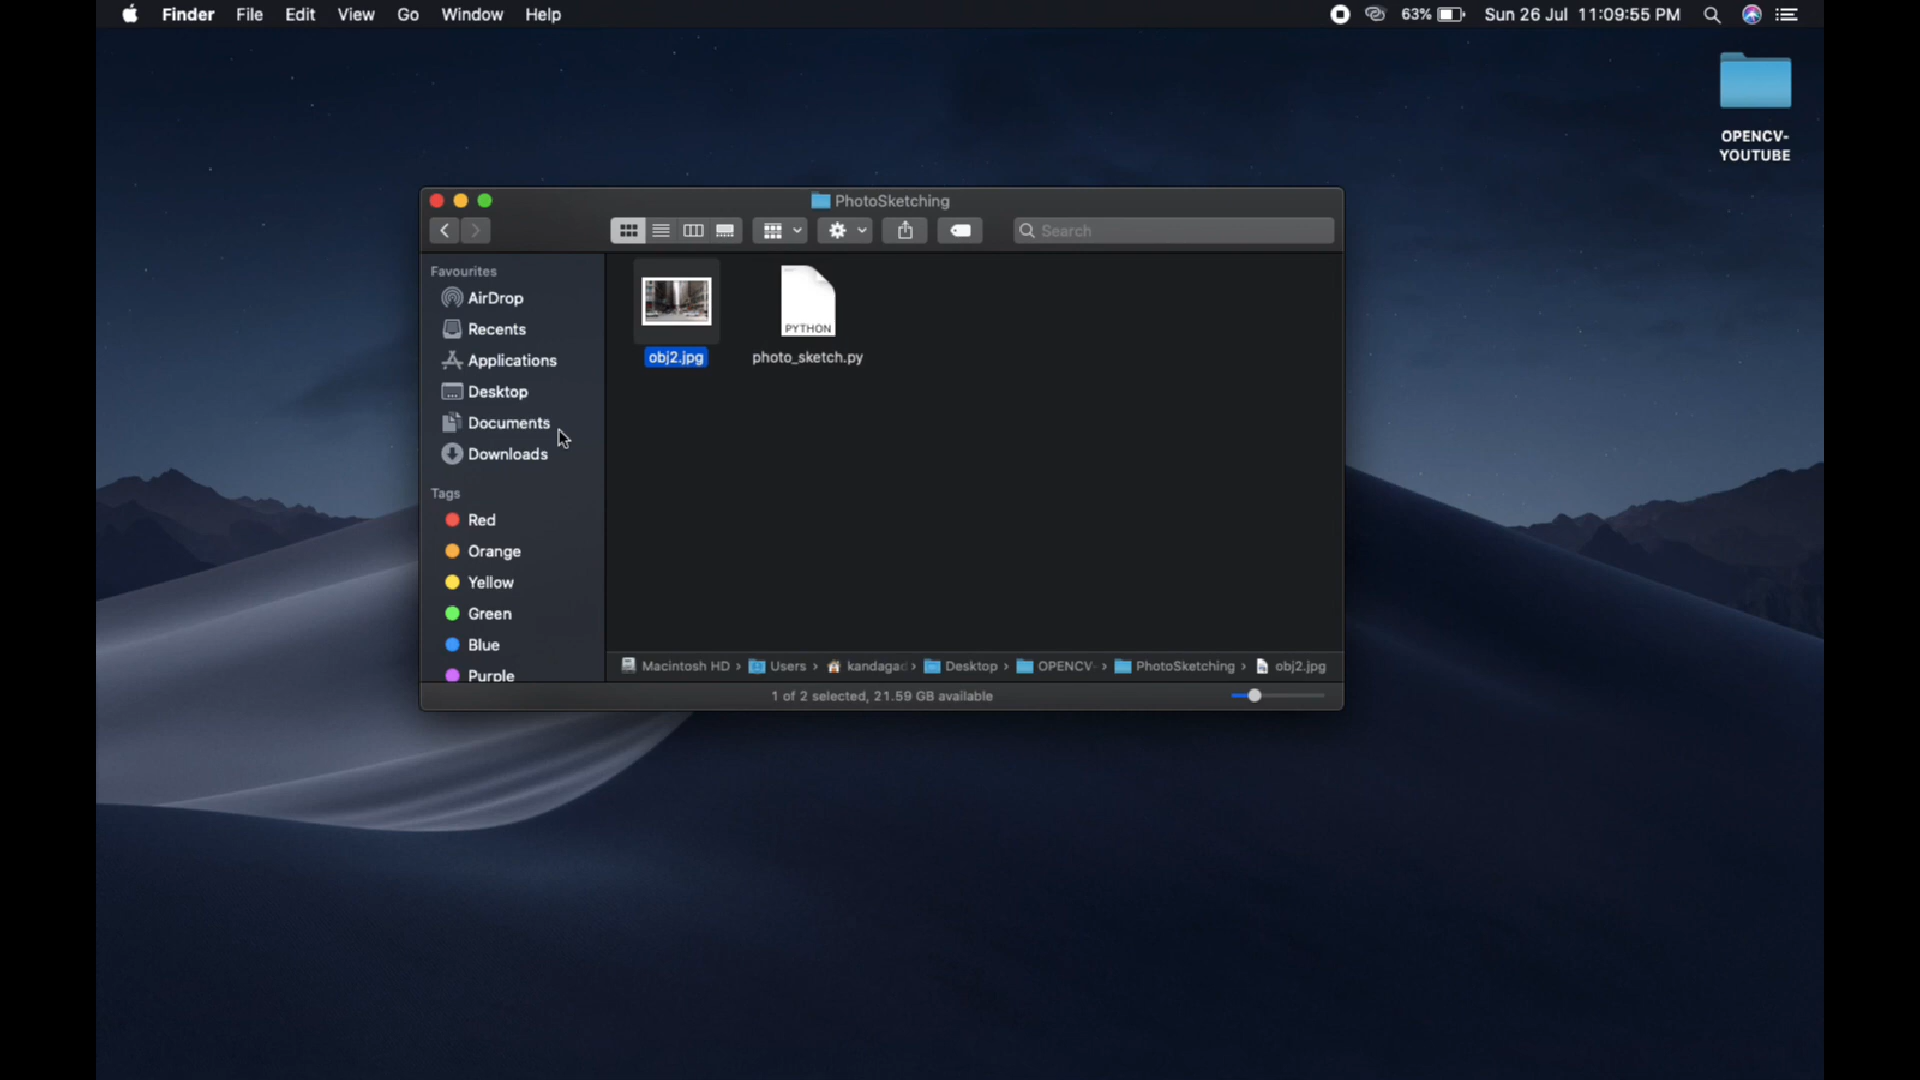 Finder File Edit View Go Window Help 63% Sun 26 Jul 11:09:55 PM
OPENCV-
YOUTUBE
PhotoSketching
Search
Favourites
AirDrop
Recents
Applications
Desktop
Documents
Downloads
Tags
Red
Orange
Yellow
Green
Blue
Purple
PYTHON
obj2.jpg photo_sketch.py
Macintosh HD › Users › kandagad › Desktop › OPENCV- › PhotoSketching › obj2.jpg
1 of 2 selected, 21.59 GB available